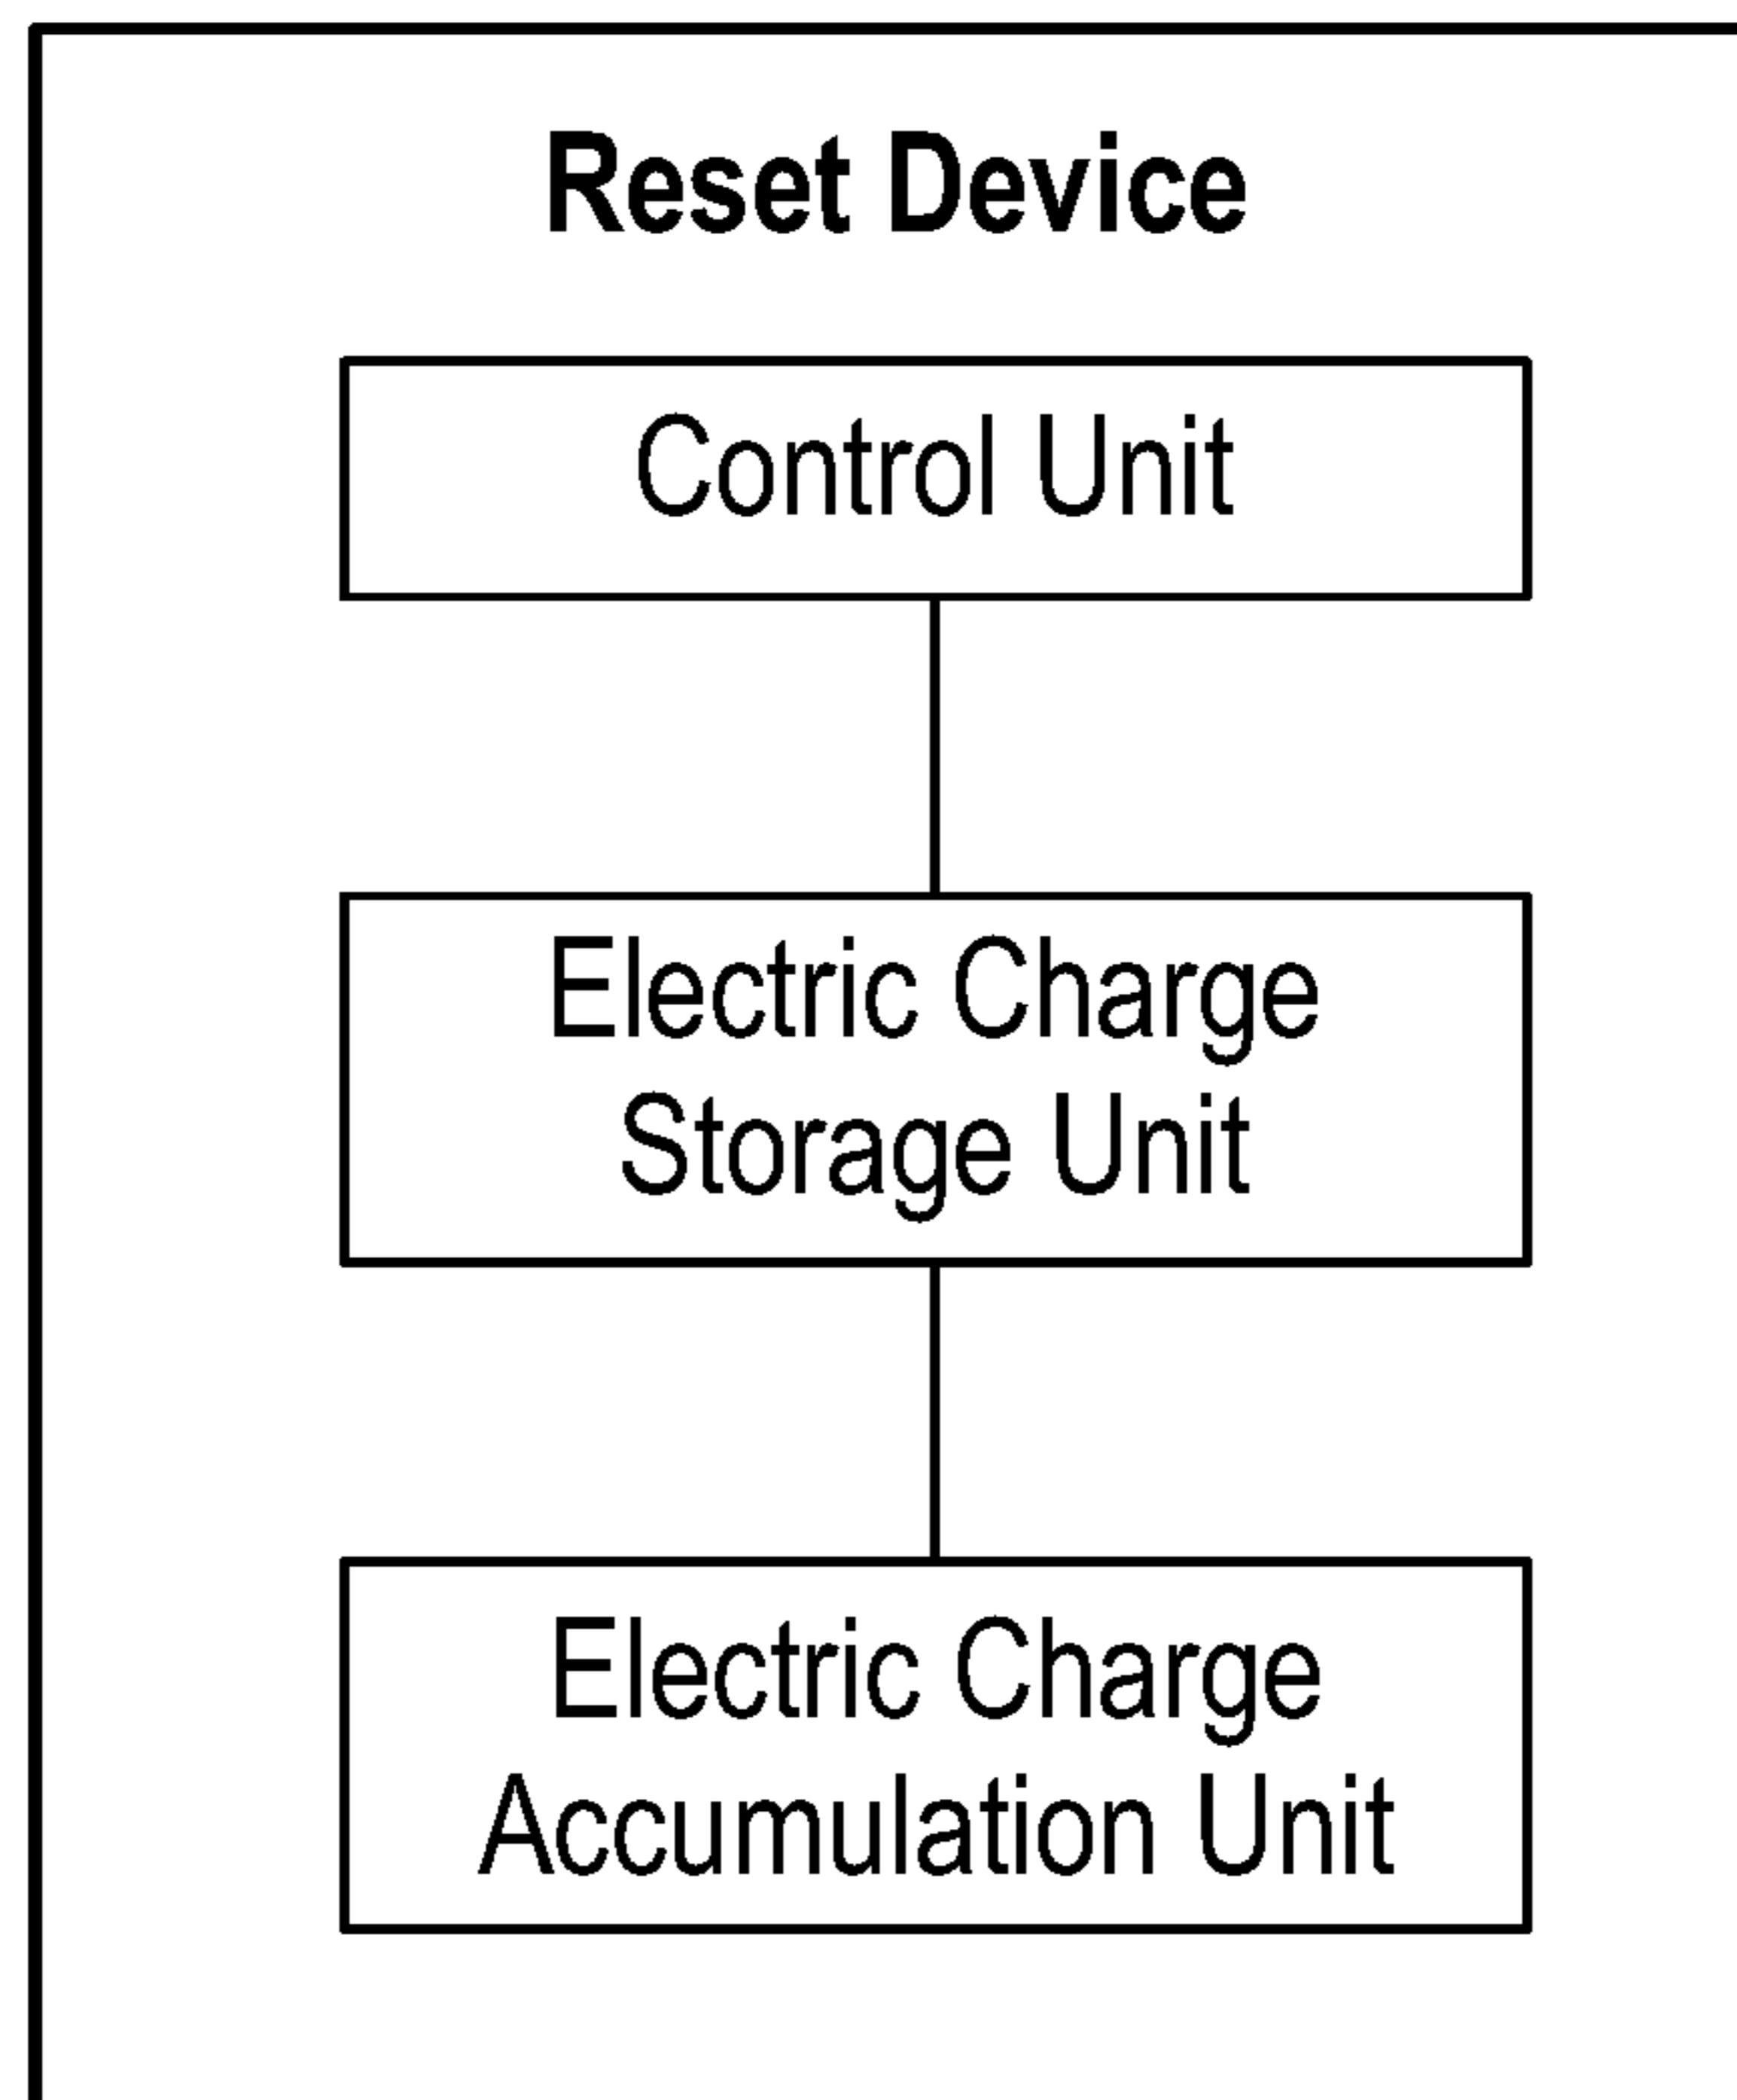 Reset Device
Control Unit
Electric Charge
Storage Unit
Electric Charge
Accumulation Unit